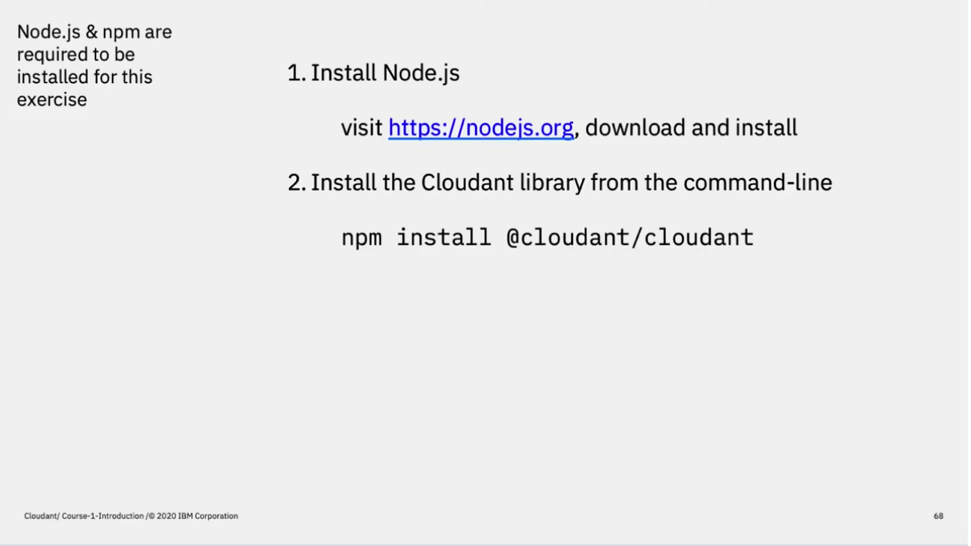 Node.js & npm are
required to be
installed for this
exercise
1. Install Node.js
visit https://nodejs.org, download and install
2. Install the Cloudant library from the command-line
npm install @cloudant/cloudant
Cloudant/ Course-1-Introduction /© 2020 IBM Corporation
68